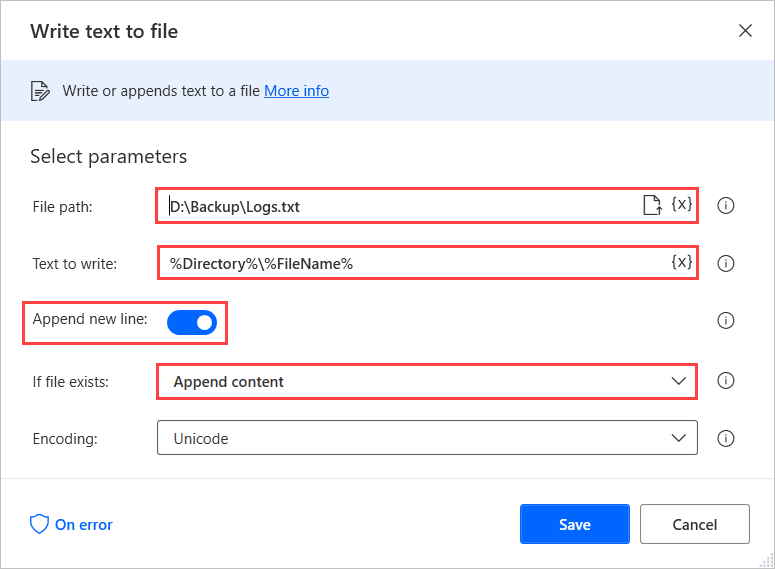 Write text to file
Write or appends text to a file More info
Select parameters
File path: D:\Backup\Logs.txt {x}
Text to write: %Directory%\%FileName% {x}
Append new line:
If file exists: Append content
Encoding: Unicode
On error Save Cancel